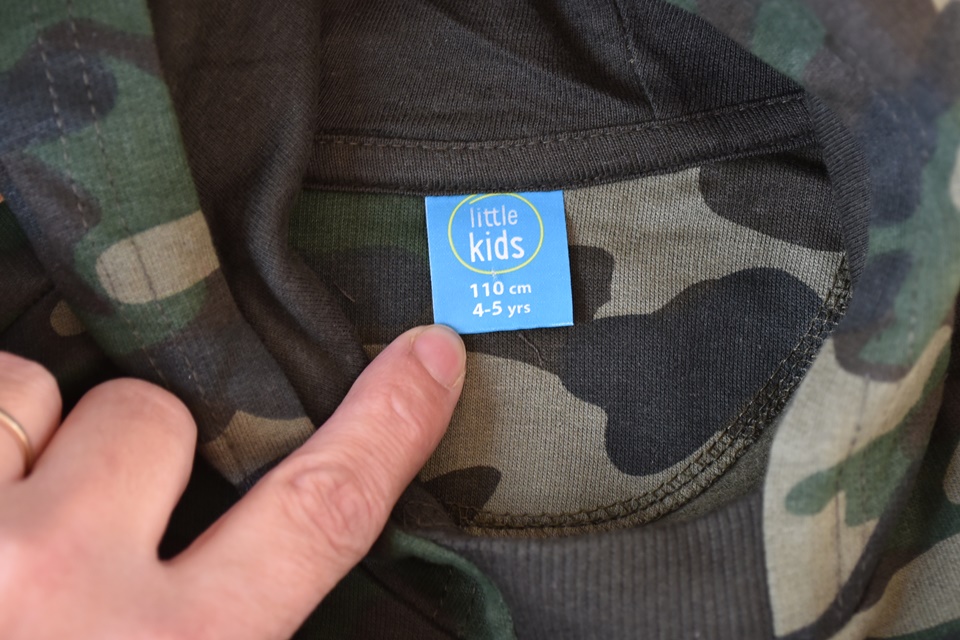 little
kids
110 cm
4-5 yrs